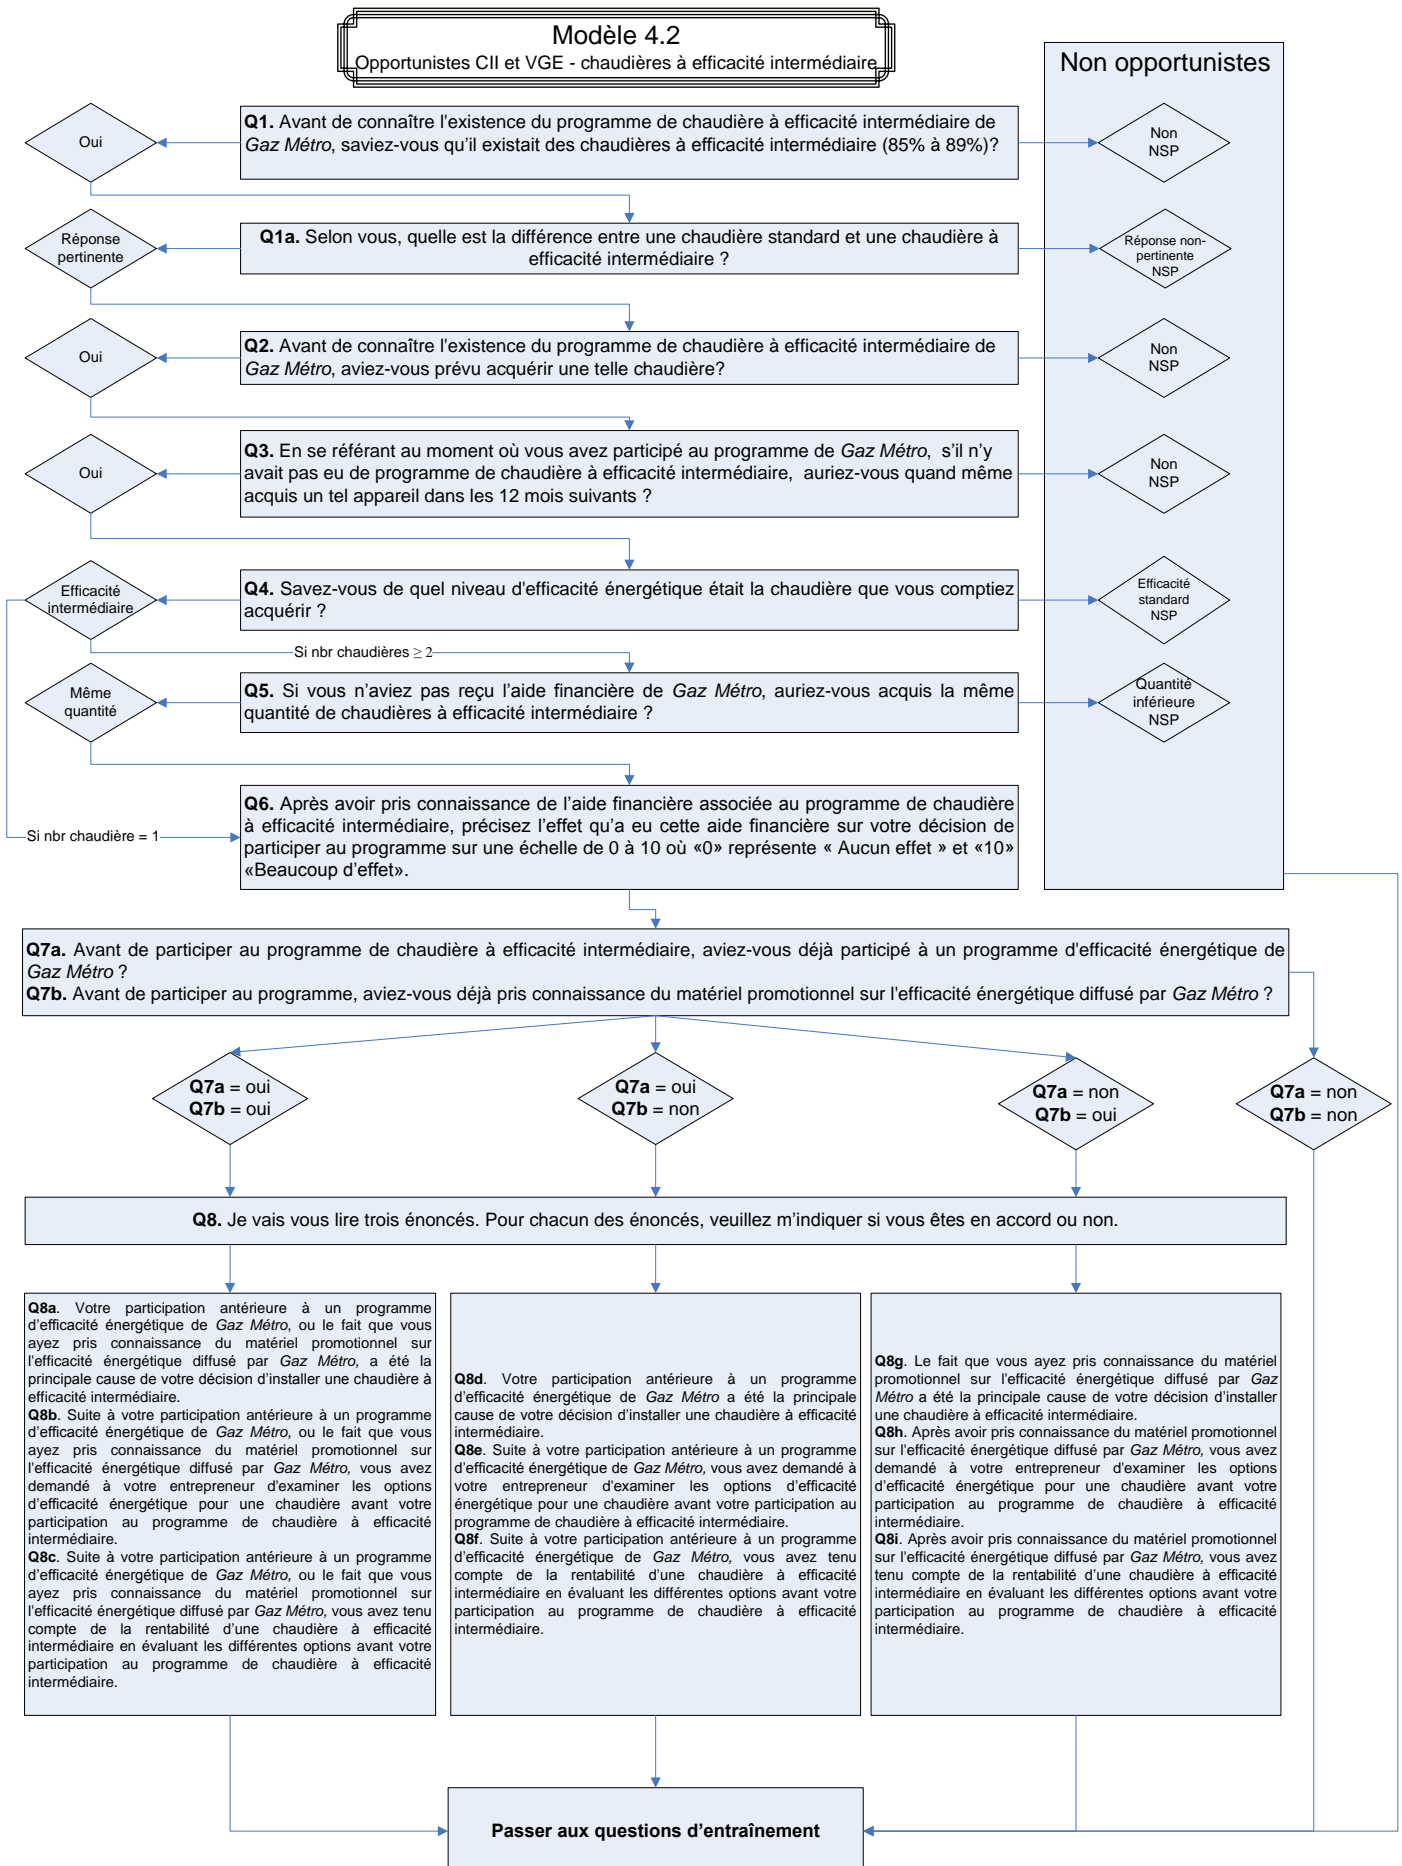 Modèle 4.2
Opportunistes CII et VGE - chaudières à efficacité intermédiaire
Non opportunistes
Oui
Q1. Avant de connaître l'existence du programme de chaudière à efficacité intermédiaire de
Gaz Métro, saviez-vous qu'il existait des chaudières à efficacité intermédiaire (85% à 89%)?
Non
NSP
Réponse
pertinente
Q1a. Selon vous, quelle est la différence entre une chaudière standard et une chaudière à
efficacité intermédiaire ?
Réponse non-
pertinente
NSP
Oui
Q2. Avant de connaître l'existence du programme de chaudière à efficacité intermédiaire de
Gaz Métro, aviez-vous prévu acquérir une telle chaudière?
Non
NSP
Oui
Q3. En se référant au moment où vous avez participé au programme de Gaz Métro, s'il n'y
avait pas eu de programme de chaudière à efficacité intermédiaire, auriez-vous quand même
acquis un tel appareil dans les 12 mois suivants ?
Non
NSP
Efficacité
intermédiaire
Q4. Savez-vous de quel niveau d'efficacité énergétique était la chaudière que vous comptiez
acquérir ?
Efficacité
standard
NSP
Si nbr chaudières ≥ 2
Même
quantité
Q5. Si vous n'aviez pas reçu l'aide financière de Gaz Métro, auriez-vous acquis la même
quantité de chaudières à efficacité intermédiaire ?
Quantité
inférieure
NSP
Si nbr chaudière = 1
Q6. Après avoir pris connaissance de l'aide financière associée au programme de chaudière
à efficacité intermédiaire, précisez l'effet qu'a eu cette aide financière sur votre décision de
participer au programme sur une échelle de 0 à 10 où «0» représente « Aucun effet » et «10»
«Beaucoup d'effet».
Q7a. Avant de participer au programme de chaudière à efficacité intermédiaire, aviez-vous déjà participé à un programme d'efficacité énergétique de
Gaz Métro ?
Q7b. Avant de participer au programme, aviez-vous déjà pris connaissance du matériel promotionnel sur l'efficacité énergétique diffusé par Gaz Métro ?
Q7a = oui
Q7b = oui
Q7a = oui
Q7b = non
Q7a = non
Q7b = oui
Q7a = non
Q7b = non
Q8. Je vais vous lire trois énoncés. Pour chacun des énoncés, veuillez m'indiquer si vous êtes en accord ou non.
Q8a. Votre participation antérieure à un programme
d'efficacité énergétique de Gaz Métro, ou le fait que vous
ayez pris connaissance du matériel promotionnel sur
l'efficacité énergétique diffusé par Gaz Métro, a été la
principale cause de votre décision d'installer une chaudière à
efficacité intermédiaire.
Q8b. Suite à votre participation antérieure à un programme
d'efficacité énergétique de Gaz Métro, ou le fait que vous
ayez pris connaissance du matériel promotionnel sur
l'efficacité énergétique diffusé par Gaz Métro, vous avez
demandé à votre entrepreneur d'examiner les options
d'efficacité énergétique pour une chaudière avant votre
participation au programme de chaudière à efficacité
intermédiaire.
Q8c. Suite à votre participation antérieure à un programme
d'efficacité énergétique de Gaz Métro, ou le fait que vous
ayez pris connaissance du matériel promotionnel sur
l'efficacité énergétique diffusé par Gaz Métro, vous avez tenu
compte de la rentabilité d'une chaudière à efficacité
intermédiaire en évaluant les différentes options avant votre
participation au programme de chaudière à efficacité
intermédiaire.
Q8d. Votre participation antérieure à un programme
d'efficacité énergétique de Gaz Métro a été la principale
cause de votre décision d'installer une chaudière à efficacité
intermédiaire.
Q8e. Suite à votre participation antérieure à un programme
d'efficacité énergétique de Gaz Métro, vous avez demandé à
votre entrepreneur d'examiner les options d'efficacité
énergétique pour une chaudière avant votre participation au
programme de chaudière à efficacité intermédiaire.
Q8f. Suite à votre participation antérieure à un programme
d'efficacité énergétique de Gaz Métro, vous avez tenu
compte de la rentabilité d'une chaudière à efficacité
intermédiaire en évaluant les différentes options avant votre
participation au programme de chaudière à efficacité
intermédiaire.
Q8g. Le fait que vous ayez pris connaissance du matériel
promotionnel sur l'efficacité énergétique diffusé par Gaz
Métro a été la principale cause de votre décision d'installer
une chaudière à efficacité intermédiaire.
Q8h. Après avoir pris connaissance du matériel promotionnel
sur l'efficacité énergétique diffusé par Gaz Métro, vous avez
demandé à votre entrepreneur d'examiner les options
d'efficacité énergétique pour une chaudière avant votre
participation au programme de chaudière à efficacité
intermédiaire.
Q8i. Après avoir pris connaissance du matériel promotionnel
sur l'efficacité énergétique diffusé par Gaz Métro, vous avez
tenu compte de la rentabilité d'une chaudière à efficacité
intermédiaire en évaluant les différentes options avant votre
participation au programme de chaudière à efficacité
intermédiaire.
Passer aux questions d'entraînement